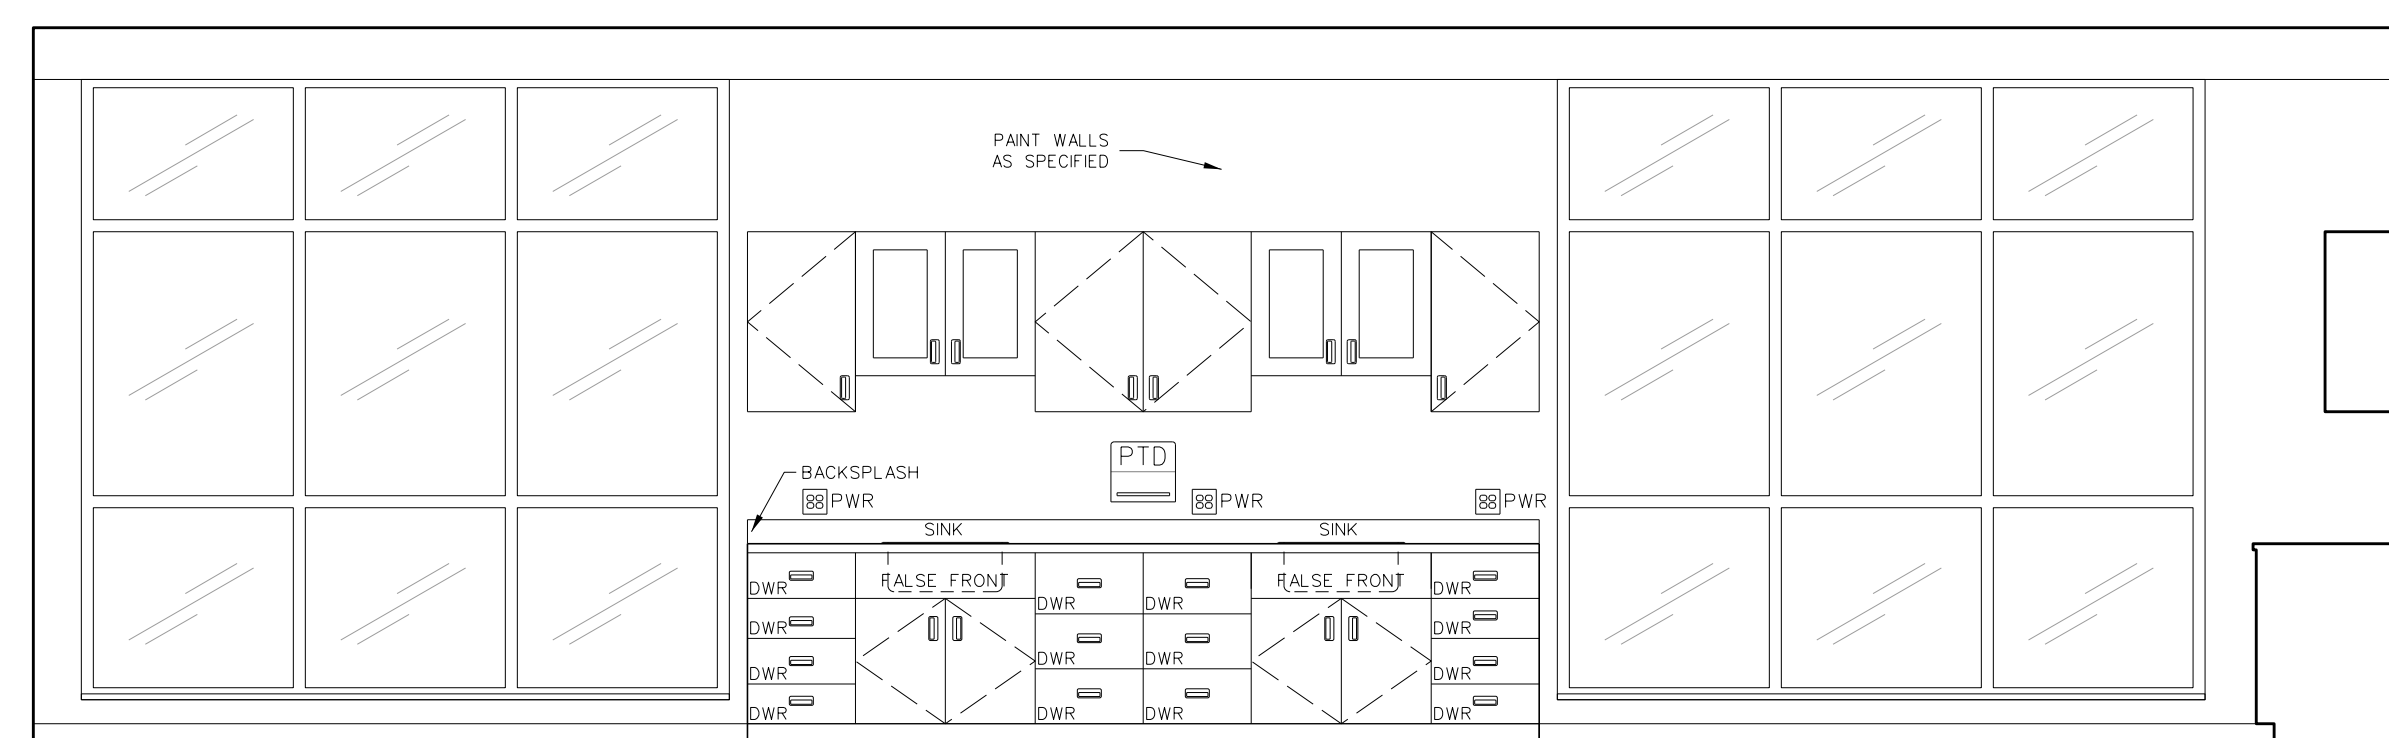 PAINT WALLS
AS SPECIFIED
PTD
BACKSPLASH
PWR
PWR
PWR
SINK
SINK
DWR
FALSE FRONT
DWR
DWR
FALSE FRONT
DWR
DWR
DWR
DWR
DWR
DWR
DWR
DWR
DWR
DWR
DWR
DWR